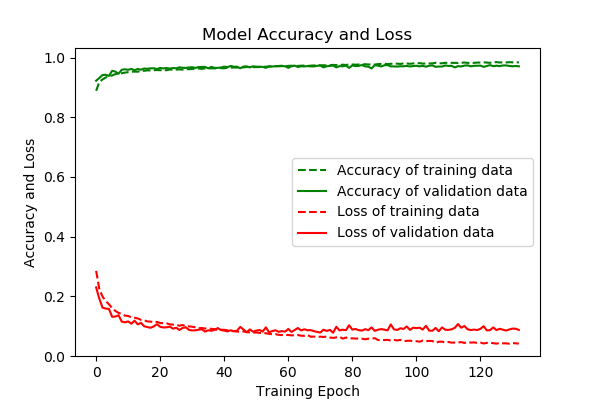 Model Accuracy and Loss
1.0
0.8
0.6
0.4
0.2
0.0
Accuracy and Loss
Accuracy of training data
Accuracy of validation data
Loss of training data
Loss of validation data
0 20 40 60 80 100 120
Training Epoch